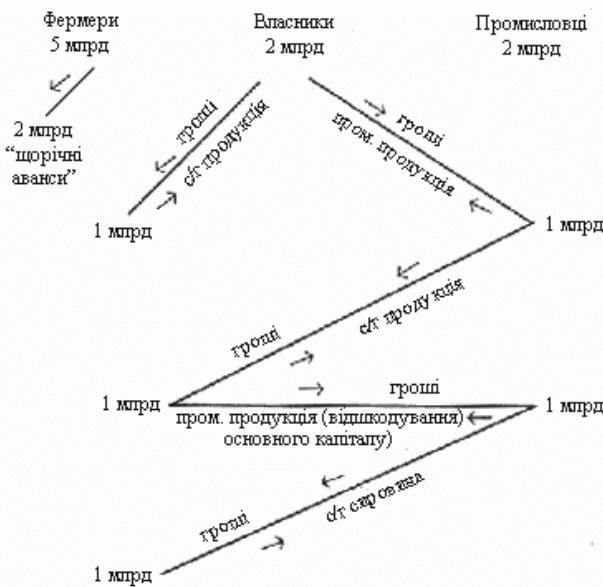 Фермери
5 млрд
Власники
2 млрд
Промисловці
2 млрд
2 млрд
“щорічні
аванси”
гроші
с/г продукція
гроші
пром. продукція
1 млрд
1 млрд
гроші
с/г продукція
1 млрд
гроші
1 млрд
пром. продукція (відшкодування)
основного капіталу)
гроші
с/г сировина
1 млрд